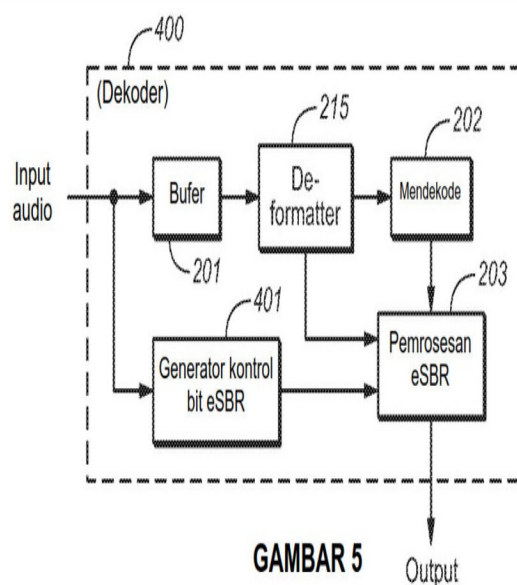 400
(Dekoder)
215
202
Input
audio
Bufer
De-
formatter
Mendekode
201
401
203
Generator kontrol
bit eSBR
Pemrosesan
eSBR
GAMBAR 5
Output